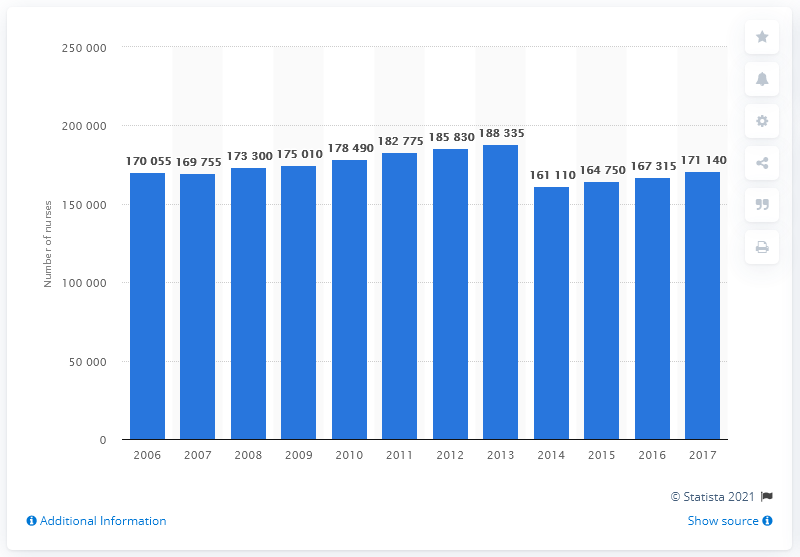 250 000
200 000
150 000
100 000
50 000
0
Number of nurses
170 055 169 755 173 300 175 010 178 490 182 775 185 830 188 335 161 110 164 750 167 315 171 140
2006 2007 2008 2009 2010 2011 2012 2013 2014 2015 2016 2017
© Statista 2021
Additional Information
Show source